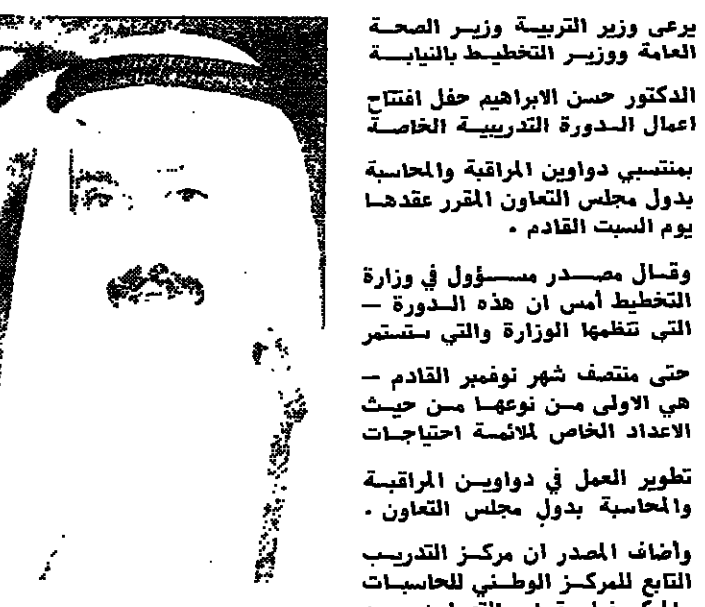 يرعى وزير التربية وزير الصحة
العامة ووزير التخطيط بالنيابة
الدكتور حسن الابراهيم حفل افتتاح
اعمال الدورة التدريبية الخاصة
بمنتسبي دواوين المراقبة والمحاسبة
بدول مجلس التعاون المقرر عقدها
يوم السبت القادم .
وقال مصدر مسؤول في وزارة
التخطيط أمس ان هذه الدورة —
التي تنظمها الوزارة والتي ستستمر
حتى منتصف شهر نوفمبر القادم —
هي الاولى من نوعها من حيث
الاعداد الخاص لملائمة احتياجات
تطوير العمل في دواوين المراقبة
والمحاسبة بدول مجلس التعاون .
وأضاف المصدر ان مركز التدريب
التابع للمركز الوطني للحاسبات